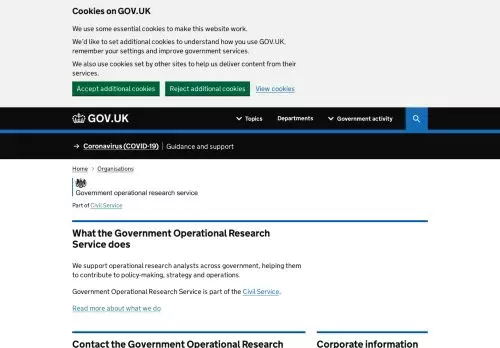 Cookies on GOV.UK
We use some essential cookies to make this website work.
We'd like to set additional cookies to understand how you use GOV.UK,
remember your settings and improve government services.
We also use cookies set by other sites to help us deliver content from their
services.
Accept additional cookies Reject additional cookies View cookies
GOV.UK Topics Departments Government activity
→ Coronavirus (COVID-19) Guidance and support
Home > Organisations
Government operational research service
Part of Civil Service
What the Government Operational Research
Service does
We support operational research analysts across government, helping them
to contribute to policy-making, strategy and operations.
Government Operational Research Service is part of the Civil Service.
Read more about what we do
Contact the Government Operational Research Corporate information